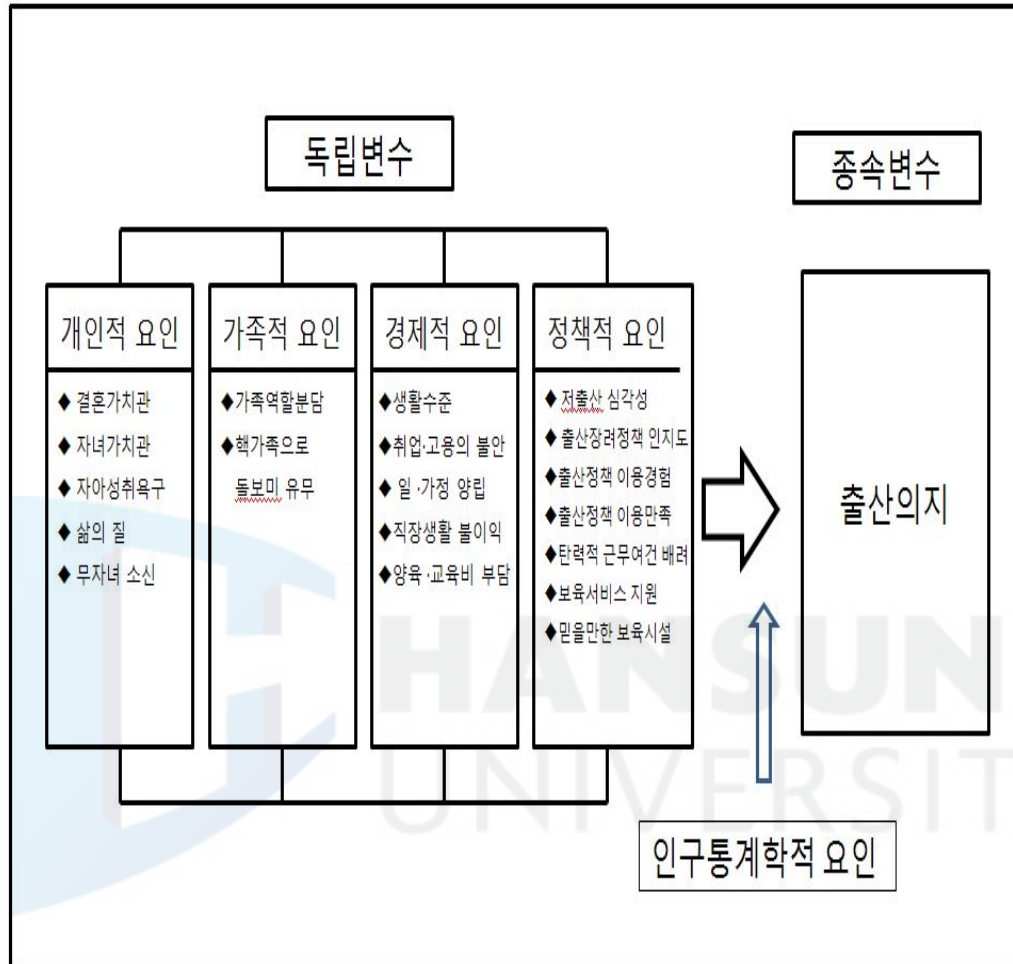 독립변수
종속변수
개인적 요인
◆ 결혼가치관
◆ 자녀가치관
◆ 자아성취욕구
◆ 삶의 질
◆ 무자녀 소신
가족적 요인
◆가족역할분담
◆핵가족으로
돌보미 유무
경제적 요인
◆생활수준
◆취업·고용의 불안
◆ 일 ·가정 양립
◆직장생활 불이익
◆양육 ·교육비 부담
정책적 요인
◆ 저출산 심각성
◆ 출산장려정책 인지도
◆출산정책 이용경험
◆출산정책 이용만족
◆탄력적 근무여건 배려
◆보육서비스 지원
◆믿을만한 보육시설
출산의지
인구통계학적 요인
HANSUN
UNIVERSIT